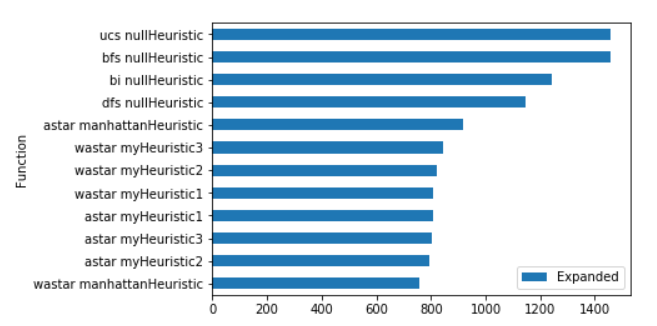 ucs nullHeuristic
bfs nullHeuristic
bi nullHeuristic
dfs nullHeuristic
astar manhattanHeuristic
wastar myHeuristic3
wastar myHeuristic2
wastar myHeuristic1
astar myHeuristic1
astar myHeuristic3
astar myHeuristic2
wastar manhattanHeuristic
Function
Expanded
0 200 400 600 800 1000 1200 1400